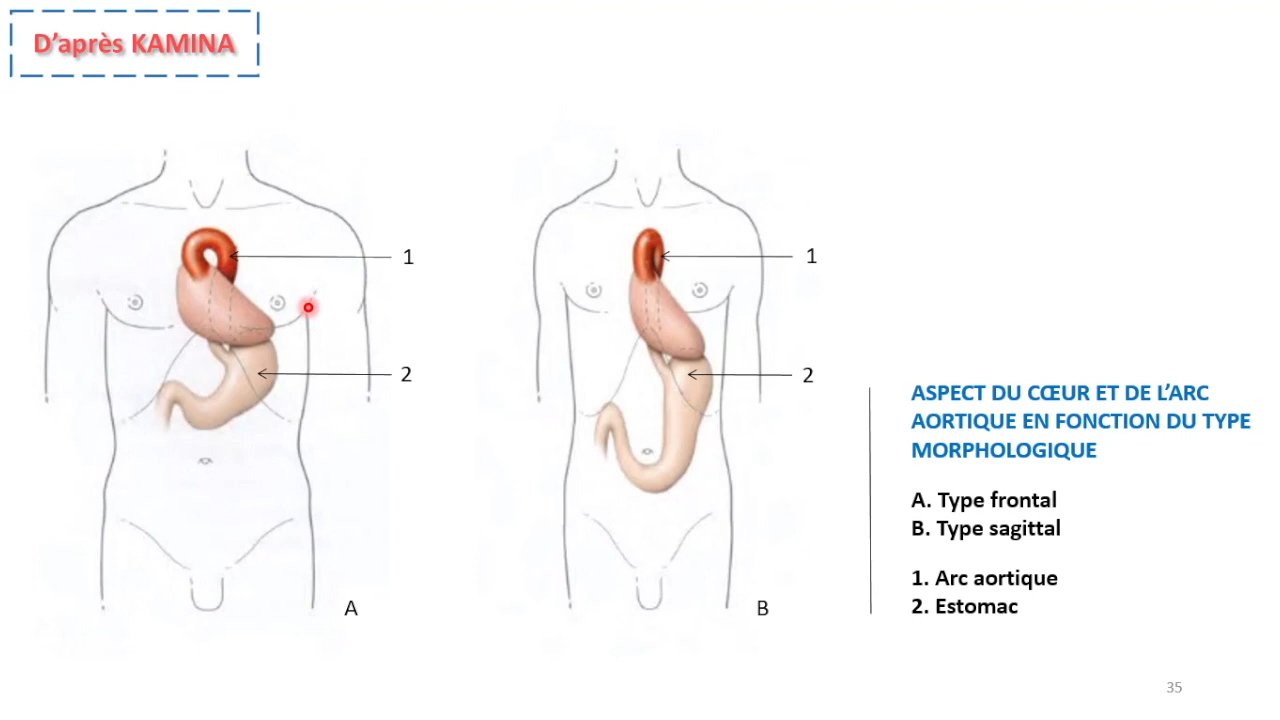 D'après KAMINA
1
2
A
1
2
B
ASPECT DU CŒUR ET DE L'ARC
AORTIQUE EN FONCTION DU TYPE
MORPHOLOGIQUE
A. Type frontal
B. Type sagittal
1. Arc aortique
2. Estomac
35